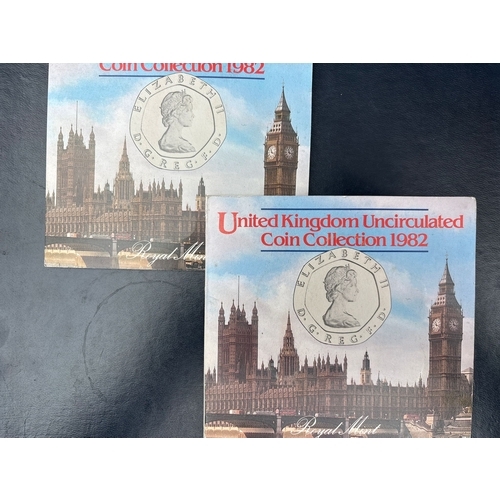 Coin Collection 1982
ELIZABETH II
D·G·REG·F·D·
Royal Mint
United Kingdom Uncirculated
Coin Collection 1982
ELIZABETH II
D·G·REG·F·D·
Royal Mint